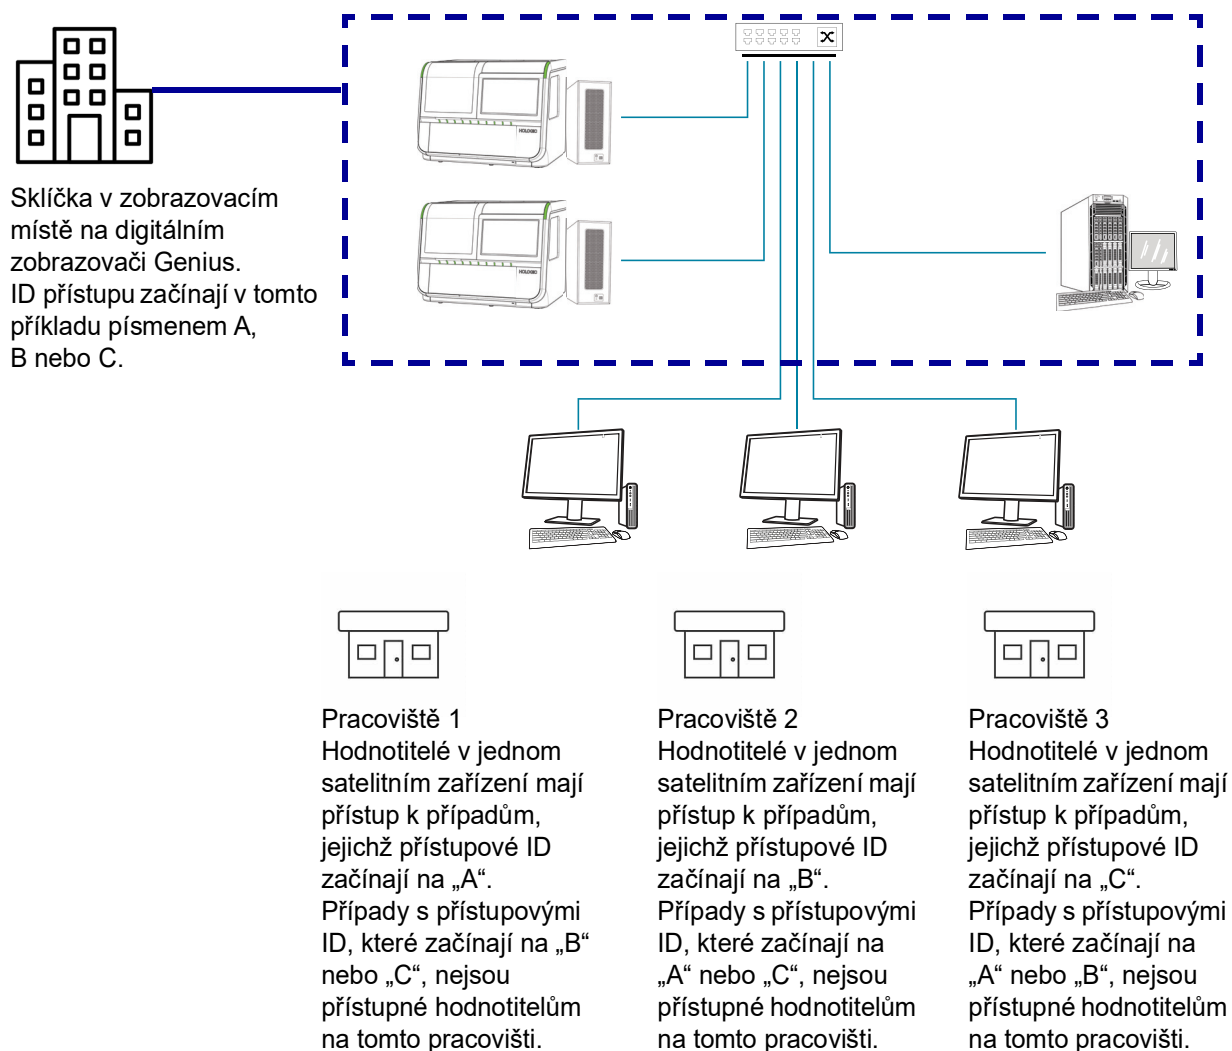 HOLOGIC
HOLOGIC
Sklíčka v zobrazovacím
místě na digitálním
zobrazovači Genius.
ID přístupu začínají v tomto
příkladu písmenem A,
B nebo C.
Pracoviště 1
Hodnotitelé v jednom
satelitním zařízení mají
přístup k případům,
jejichž přístupové ID
začínají na „A“.
Případy s přístupovými
ID, které začínají na „B“
nebo „C“, nejsou
přístupné hodnotitelům
na tomto pracovišti.
Pracoviště 2
Hodnotitelé v jednom
satelitním zařízení mají
přístup k případům,
jejichž přístupové ID
začínají na „B“.
Případy s přístupovými
ID, které začínají na
„A“ nebo „C“, nejsou
přístupné hodnotitelům
na tomto pracovišti.
Pracoviště 3
Hodnotitelé v jednom
satelitním zařízení mají
přístup k případům,
jejichž přístupové ID
začínají na „C“.
Případy s přístupovými
ID, které začínají na
„A“ nebo „B“, nejsou
přístupné hodnotitelům
na tomto pracovišti.